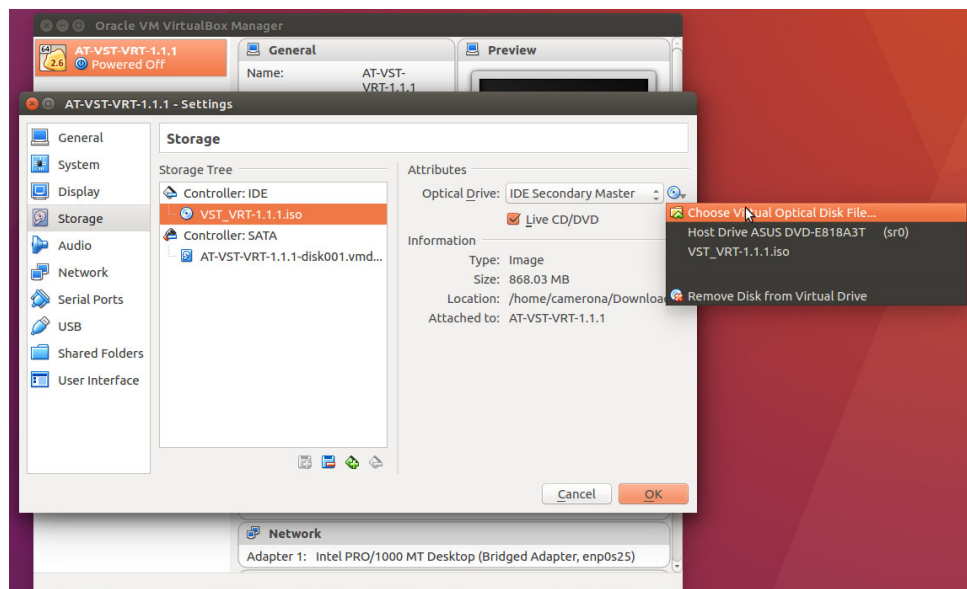 Oracle VM VirtualBox Manager
64
2.6
AT-VST-VRT-1.1.1
Powered Off
General
Name: AT-VST-
VRT-1.1.1
Preview
AT-VST-VRT-1.1.1 - Settings
General
System
Display
Storage
Audio
Network
Serial Ports
USB
Shared Folders
User Interface
Storage
Storage Tree
Controller: IDE
VST_VRT-1.1.1.iso
Controller: SATA
AT-VST-VRT-1.1.1-disk001.vmd...
Attributes
Optical Drive: IDE Secondary Master
Live CD/DVD
Information
Type: Image
Size: 868.03 MB
Location: /home/camerona/Downloa
Attached to: AT-VST-VRT-1.1.1
Choose Virtual Optical Disk File...
Host Drive ASUS DVD-E818A3T (sr0)
VST_VRT-1.1.1.iso
Remove Disk from Virtual Drive
Cancel
OK
Network
Adapter 1: Intel PRO/1000 MT Desktop (Bridged Adapter, enp0s25)